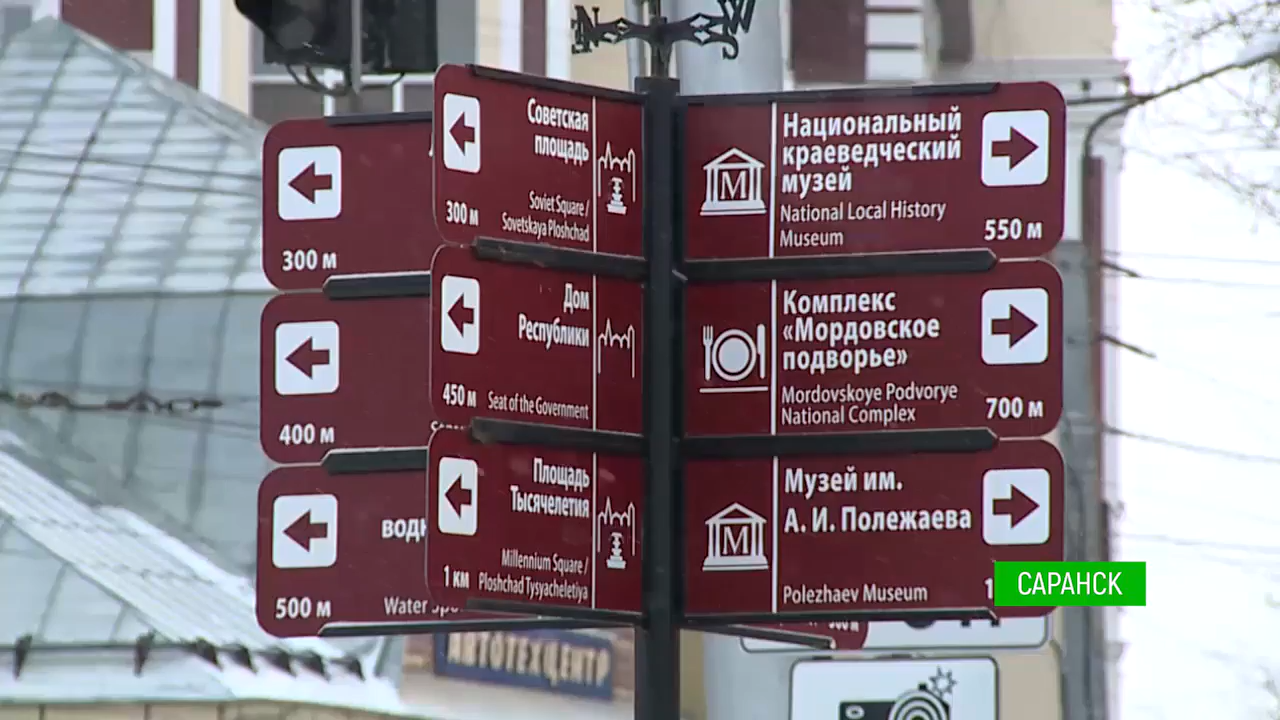 N W
S
300 м
400 м
ВОДН
500 м
Советская
площадь
300 м
Soviet Square /
Sovetskaya Ploshchad
Дом
Республики
450 м
Seat of the Government
Площадь
Тысячелетия
1 км
Millennium Square /
Ploshchad Tysyacheletiya
M
Национальный
краеведческий
музей
National Local History
Museum
550 м
Комплекс
«Мордовское
подворье»
Mordovskoye Podvorye
National Complex
700 м
M
Музей им.
А. И. Полежаева
Polezhaev Museum
1
САРАНСК
АВТОТЕХЦЕНТР